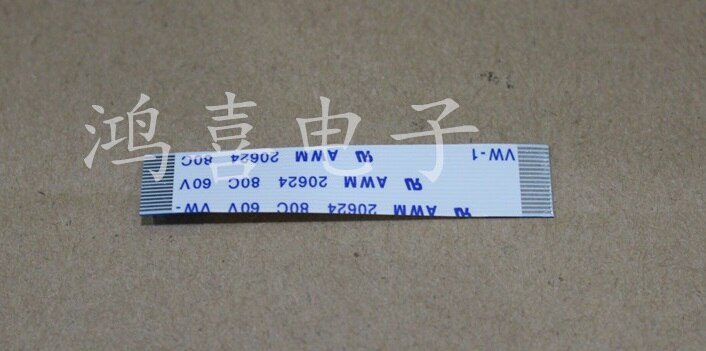 鸿喜电子
VW-1
AWM 20624 80C
AWM 20624 80C 60V
AWM 20624 80C 60V VW-